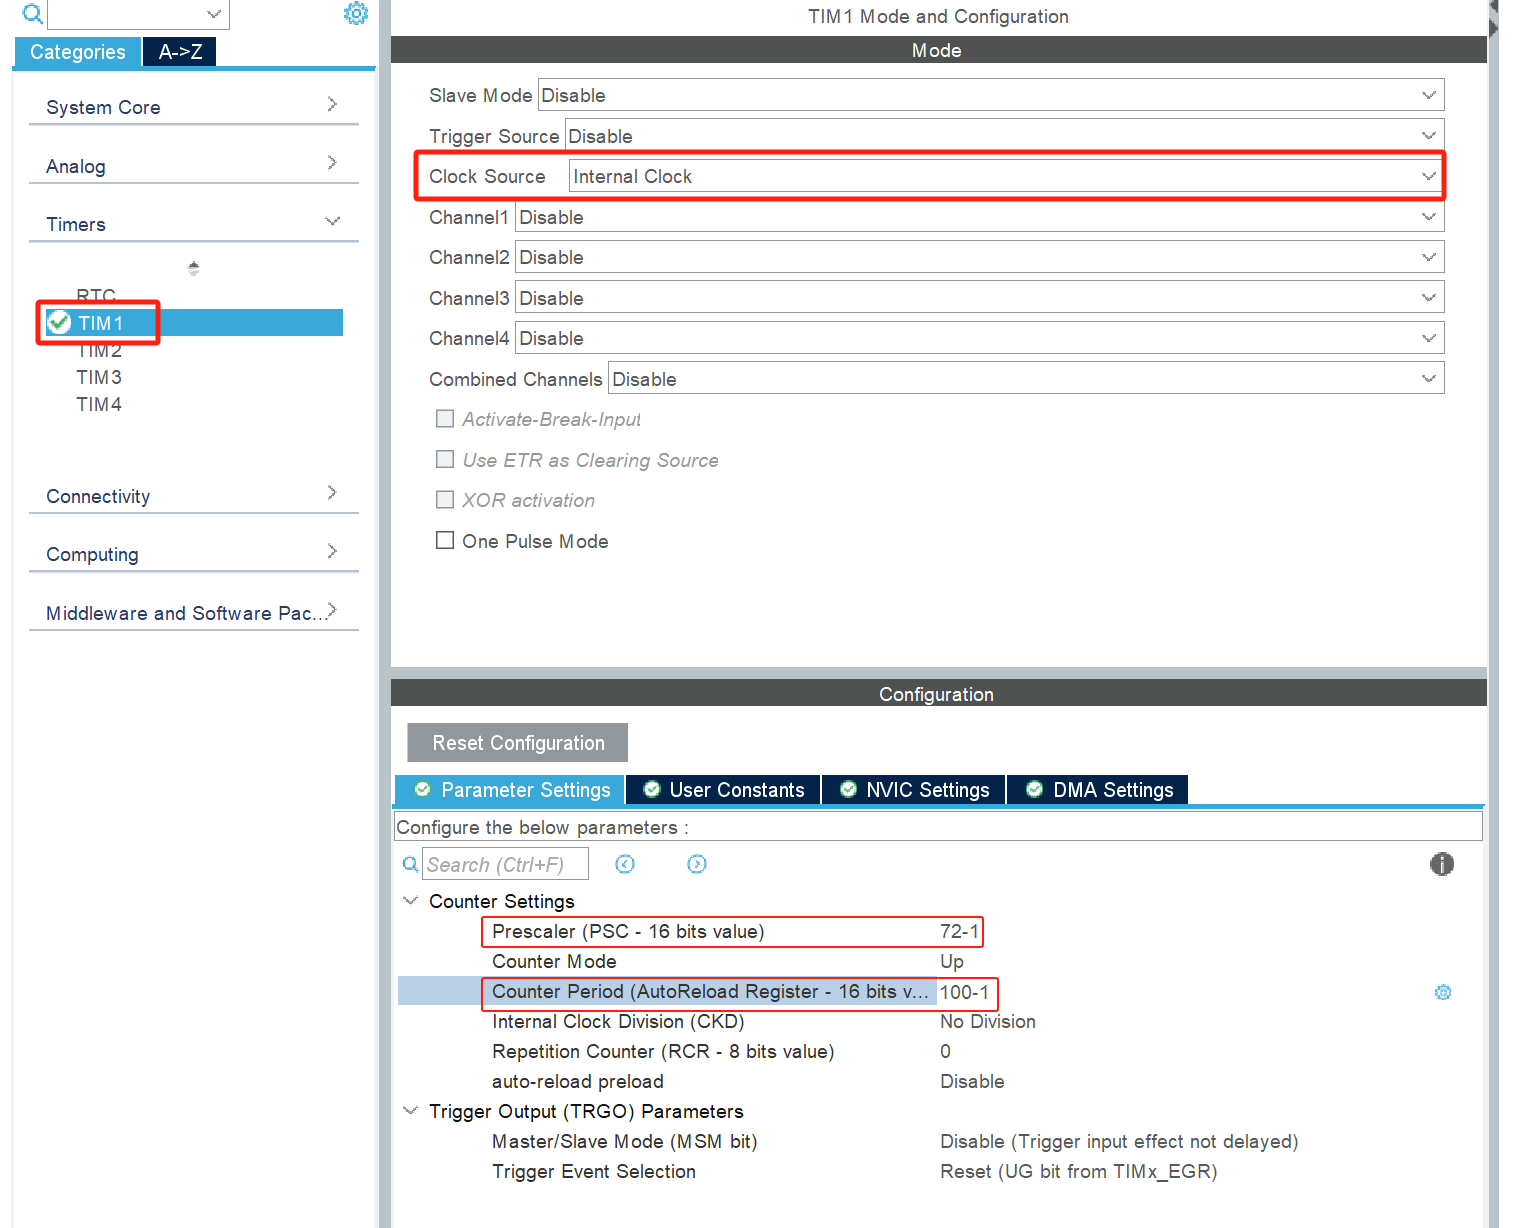 TIM1 Mode and Configuration
Categories
A->Z
Mode
System Core
Analog
Timers
RTC
TIM1
TIM2
TIM3
TIM4
Connectivity
Computing
Middleware and Software Pac...
Slave Mode Disable
Trigger Source Disable
Clock Source Internal Clock
Channel1 Disable
Channel2 Disable
Channel3 Disable
Channel4 Disable
Combined Channels Disable
Activate-Break-Input
Use ETR as Clearing Source
XOR activation
One Pulse Mode
Configuration
Reset Configuration
Parameter Settings
User Constants
NVIC Settings
DMA Settings
Configure the below parameters :
Search (Ctrl+F)
Counter Settings
Prescaler (PSC - 16 bits value) 72-1
Counter Mode Up
Counter Period (AutoReload Register - 16 bits v... 100-1
Internal Clock Division (CKD) No Division
Repetition Counter (RCR - 8 bits value) 0
auto-reload preload Disable
Trigger Output (TRGO) Parameters
Master/Slave Mode (MSM bit) Disable (Trigger input effect not delayed)
Trigger Event Selection Reset (UG bit from TIMx_EGR)